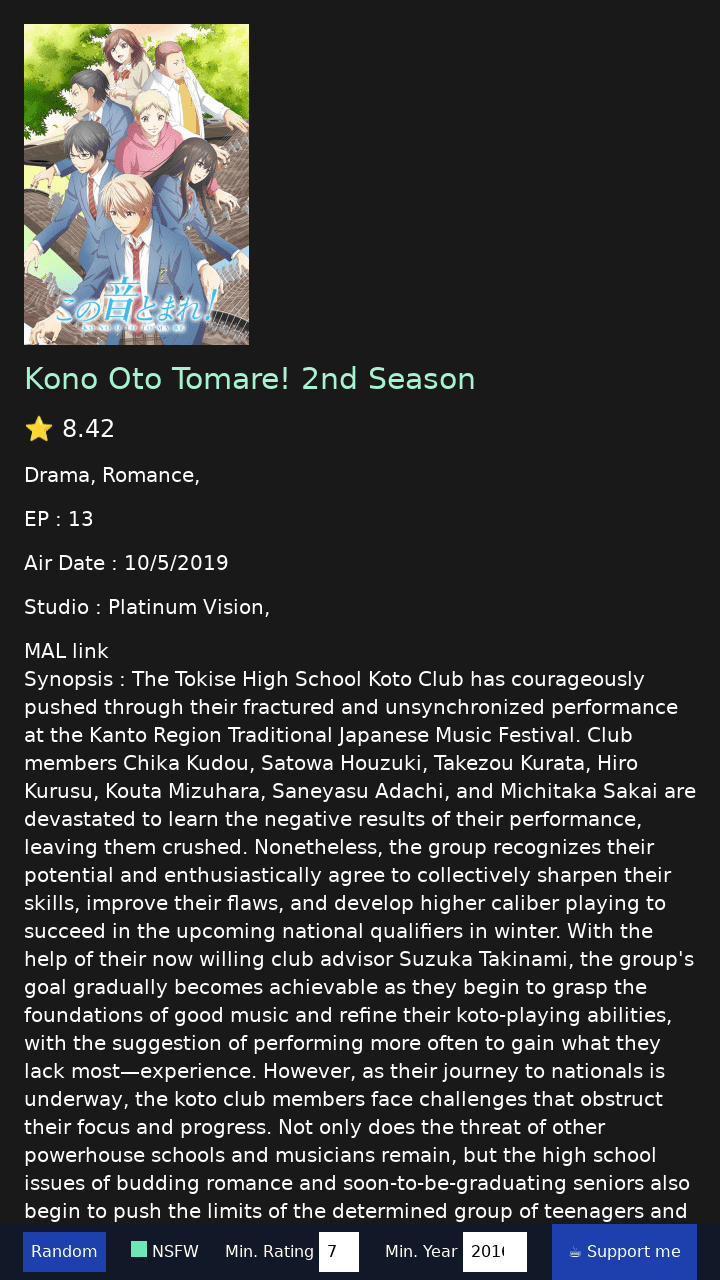 この音とまれ!
KONO OTO TOMARE
Kono Oto Tomare! 2nd Season
⭐ 8.42
Drama, Romance,
EP : 13
Air Date : 10/5/2019
Studio : Platinum Vision,
MAL link
Synopsis : The Tokise High School Koto Club has courageously
pushed through their fractured and unsynchronized performance
at the Kanto Region Traditional Japanese Music Festival. Club
members Chika Kudou, Satowa Houzuki, Takezou Kurata, Hiro
Kurusu, Kouta Mizuhara, Saneyasu Adachi, and Michitaka Sakai are
devastated to learn the negative results of their performance,
leaving them crushed. Nonetheless, the group recognizes their
potential and enthusiastically agree to collectively sharpen their
skills, improve their flaws, and develop higher caliber playing to
succeed in the upcoming national qualifiers in winter. With the
help of their now willing club advisor Suzuka Takinami, the group's
goal gradually becomes achievable as they begin to grasp the
foundations of good music and refine their koto-playing abilities,
with the suggestion of performing more often to gain what they
lack most—experience. However, as their journey to nationals is
underway, the koto club members face challenges that obstruct
their focus and progress. Not only does the threat of other
powerhouse schools and musicians remain, but the high school
issues of budding romance and soon-to-be-graduating seniors also
begin to push the limits of the determined group of teenagers and
Random NSFW Min. Rating 7 Min. Year 2016 ☕ Support me